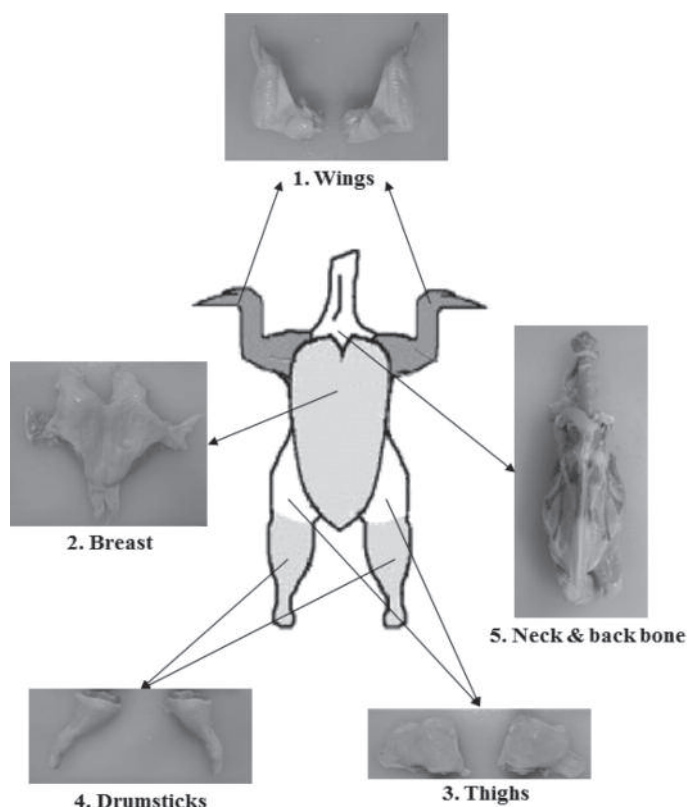 1. Wings
2. Breast
5. Neck & back bone
4. Drumsticks
3. Thighs